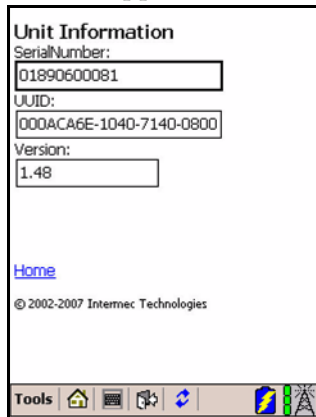 Unit Information
SerialNumber:
01890600081
UUID:
000ACA6E-1040-7140-0800
Version:
1.48
Home
© 2002-2007 Intermec Technologies
Tools